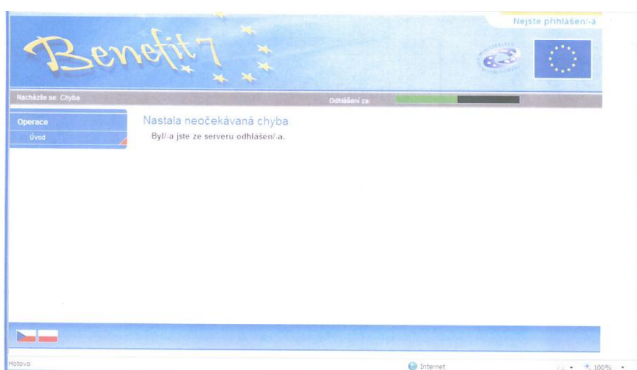 Nejste přihlášen/-a
Benefit7
Nacházíte se: Chyba
Odhlášení za:
Operace
Úvod
Nastala neočekávaná chyba
Byl/-a jste ze serveru odhlášen/-a.
Hotovo
Internet
100%